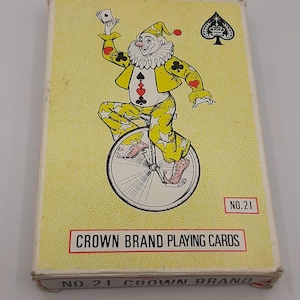 NO.21
CROWN BRAND PLAYING CARDS
NO.21 CROWN BRAND